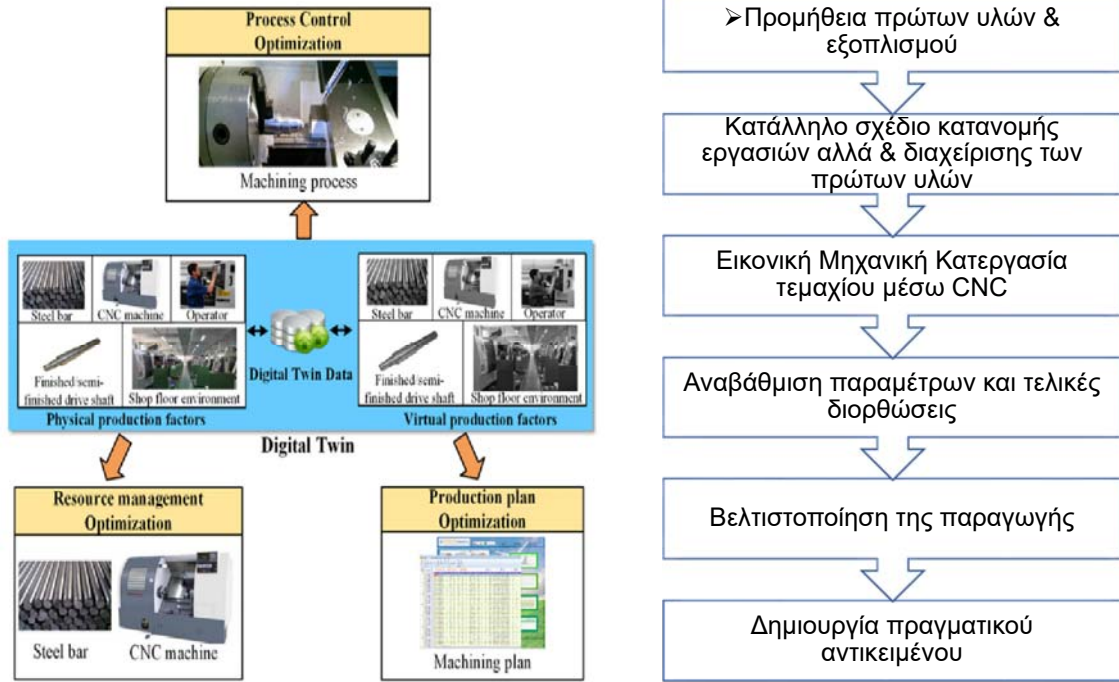 Process Control
Optimization
Machining process
Steel bar
CNC machine
Operator
Finished/semi-
finished drive shaft
Shop floor environment
Physical production factors
Digital Twin Data
Steel bar
CNC machine
Operator
Finished/semi-
finished drive shaft
Shop floor environment
Virtual production factors
Digital Twin
Resource management
Optimization
Steel bar
CNC machine
Production plan
Optimization
Machining plan
➢Προμήθεια πρώτων υλών &
εξοπλισμού
Κατάλληλο σχέδιο κατανομής
εργασιών αλλά & διαχείρισης των
πρώτων υλών
Εικονική Μηχανική Κατεργασία
τεμαχίου μέσω CNC
Αναβάθμιση παραμέτρων και τελικές
διορθώσεις
Βελτιστοποίηση της παραγωγής
Δημιουργία πραγματικού
αντικειμένου